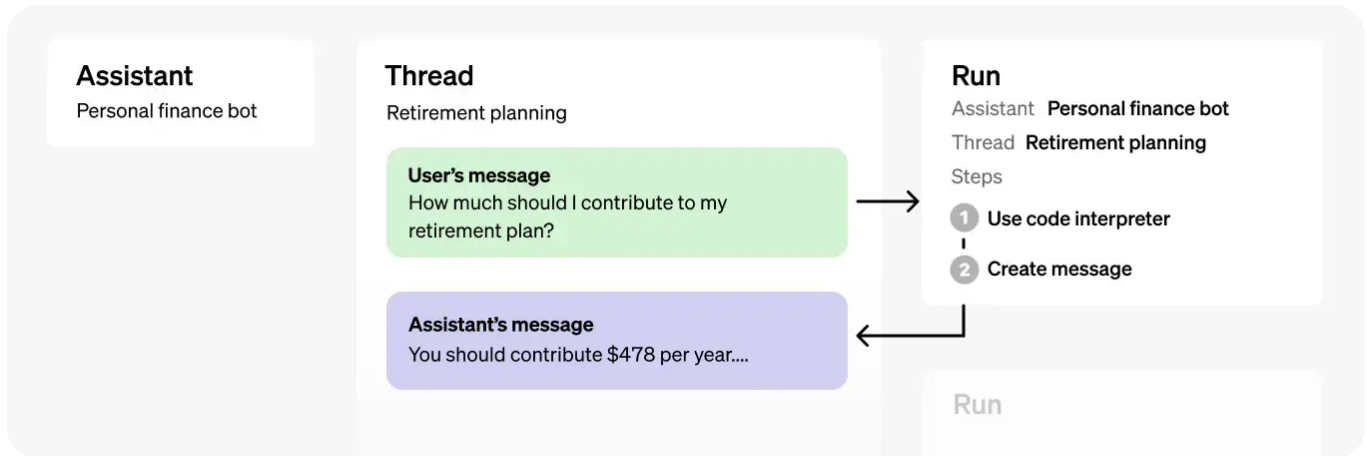 Assistant
Personal finance bot
Thread
Retirement planning
User's message
How much should I contribute to my
retirement plan?
Assistant's message
You should contribute $478 per year....
Run
Assistant Personal finance bot
Thread Retirement planning
Steps
1 Use code interpreter
2 Create message
Run